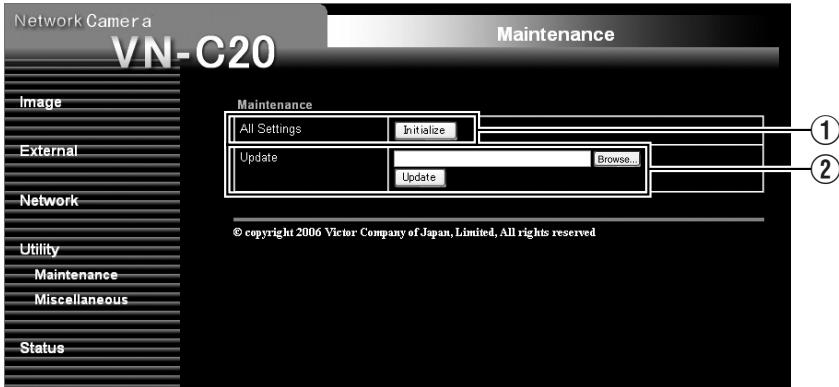 Network Camera
VN-C20
Maintenance
Image
External
Network
Utility
Maintenance
Miscellaneous
Status
Maintenance
All Settings
Initialize
①
Update
Browse...
Update
②
© copyright 2006 Victor Company of Japan, Limited, All rights reserved